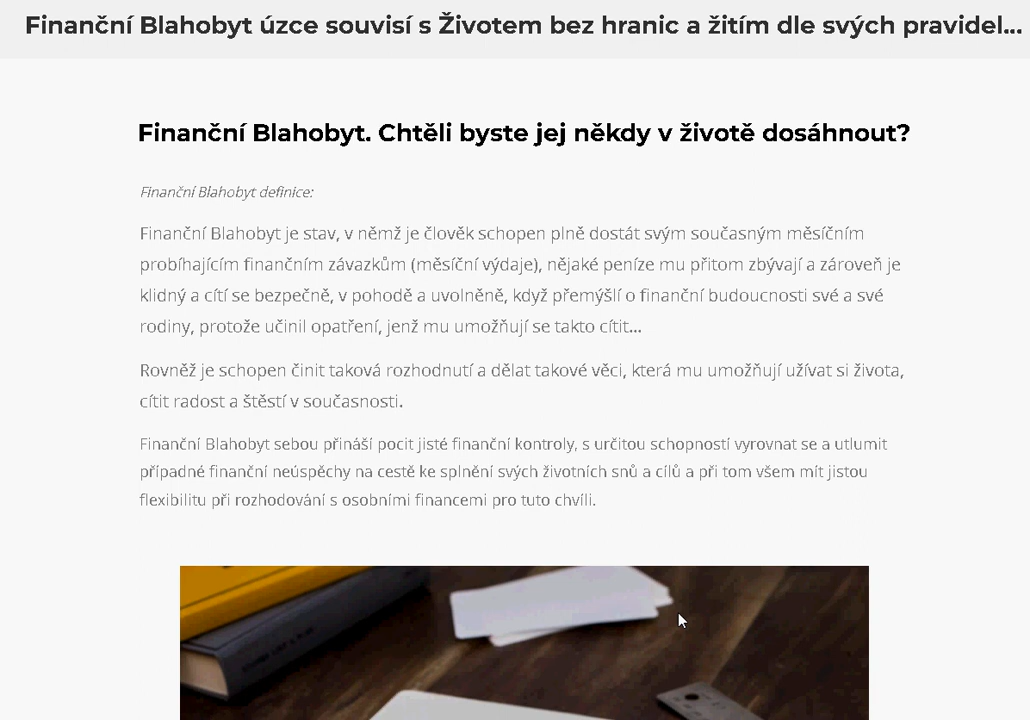 Finanční Blahobyt úzce souvisí s Životem bez hranic a žitím dle svých pravidel...
Finanční Blahobyt. Chtěli byste jej někdy v životě dosáhnout?
Finanční Blahobyt definice:
Finanční Blahobyt je stav, v němž je člověk schopen plně dostát svým současným měsíčním
probíhajícím finančním závazkům (měsíční výdaje), nějaké peníze mu přitom zbývají a zároveň je
klidný a cítí se bezpečně, v pohodě a uvolněně, když přemýšlí o finanční budoucnosti své a své
rodiny, protože učinil opatření, jenž mu umožňují se takto cítit...
Rovněž je schopen činit taková rozhodnutí a dělat takové věci, která mu umožňují užívat si života,
cítit radost a štěstí v současnosti.
Finanční Blahobyt sebou přináší pocit jisté finanční kontroly, s určitou schopností vyrovnat se a utlumit
případné finanční neúspěchy na cestě ke splnění svých životních snů a cílů a při tom všem mít jistou
flexibilitu při rozhodování s osobními financemi pro tuto chvíli.